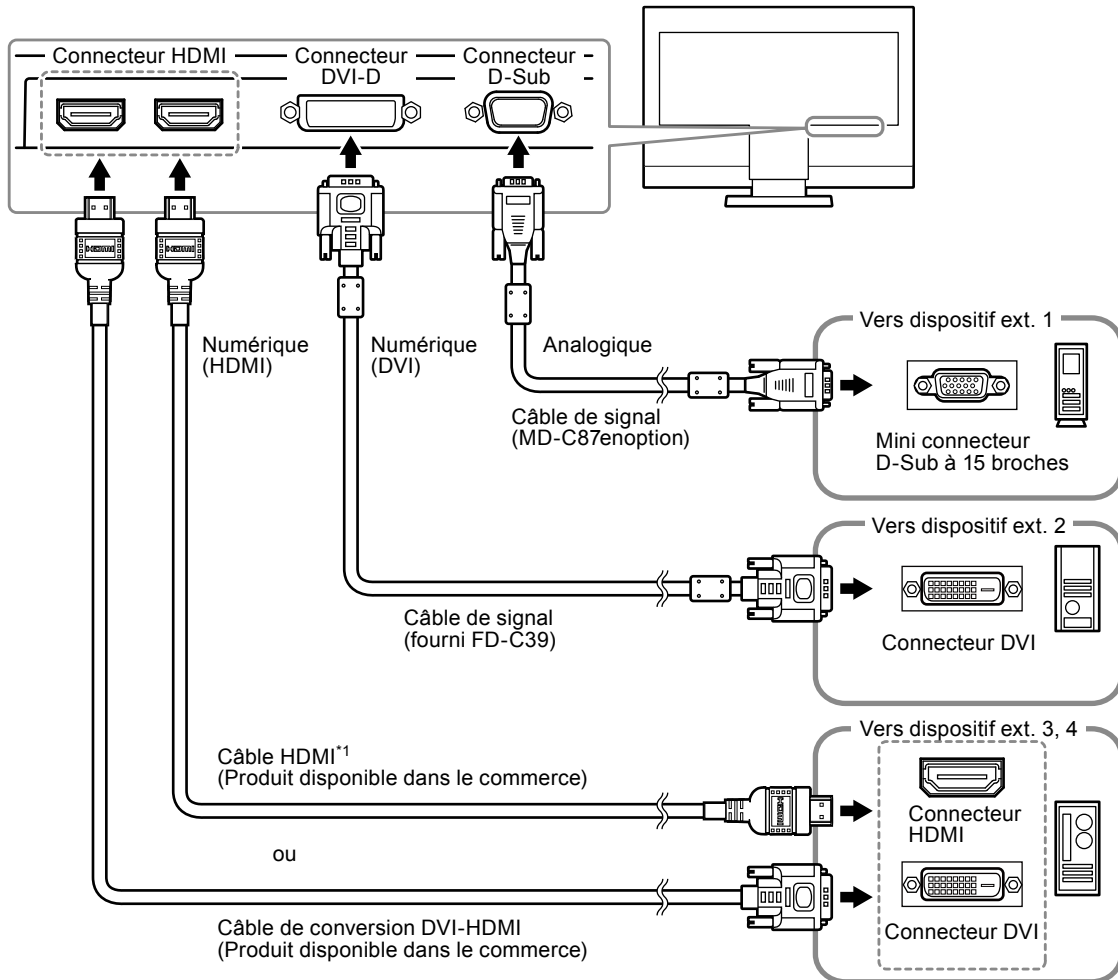 Connecteur HDMI
Connecteur
DVI-D
Connecteur
D-Sub
HDMI
HDMI
Numérique
(HDMI)
Numérique
(DVI)
Analogique
Câble de signal
(MD-C87enoption)
Vers dispositif ext. 1
Mini connecteur
D-Sub à 15 broches
Vers dispositif ext. 2
Câble de signal
(fourni FD-C39)
Connecteur DVI
Vers dispositif ext. 3, 4
Câble HDMI*1
(Produit disponible dans le commerce)
HDMI
Connecteur
HDMI
ou
Câble de conversion DVI-HDMI
(Produit disponible dans le commerce)
Connecteur DVI